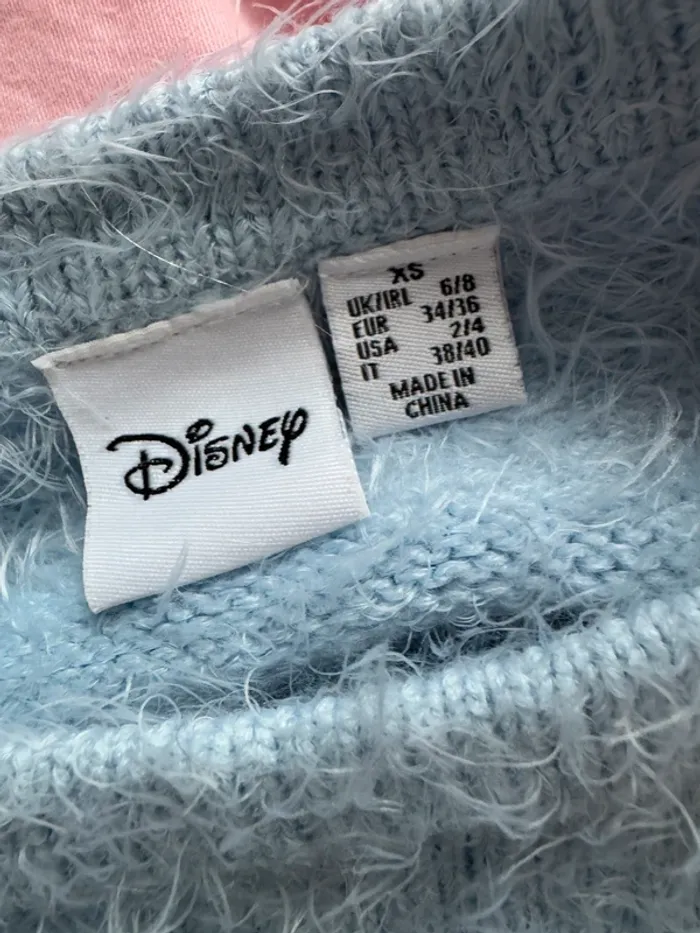 Disney
XS
UK/IRL 6/8
EUR 34/36
USA 2/4
IT 38/40
MADE IN
CHINA